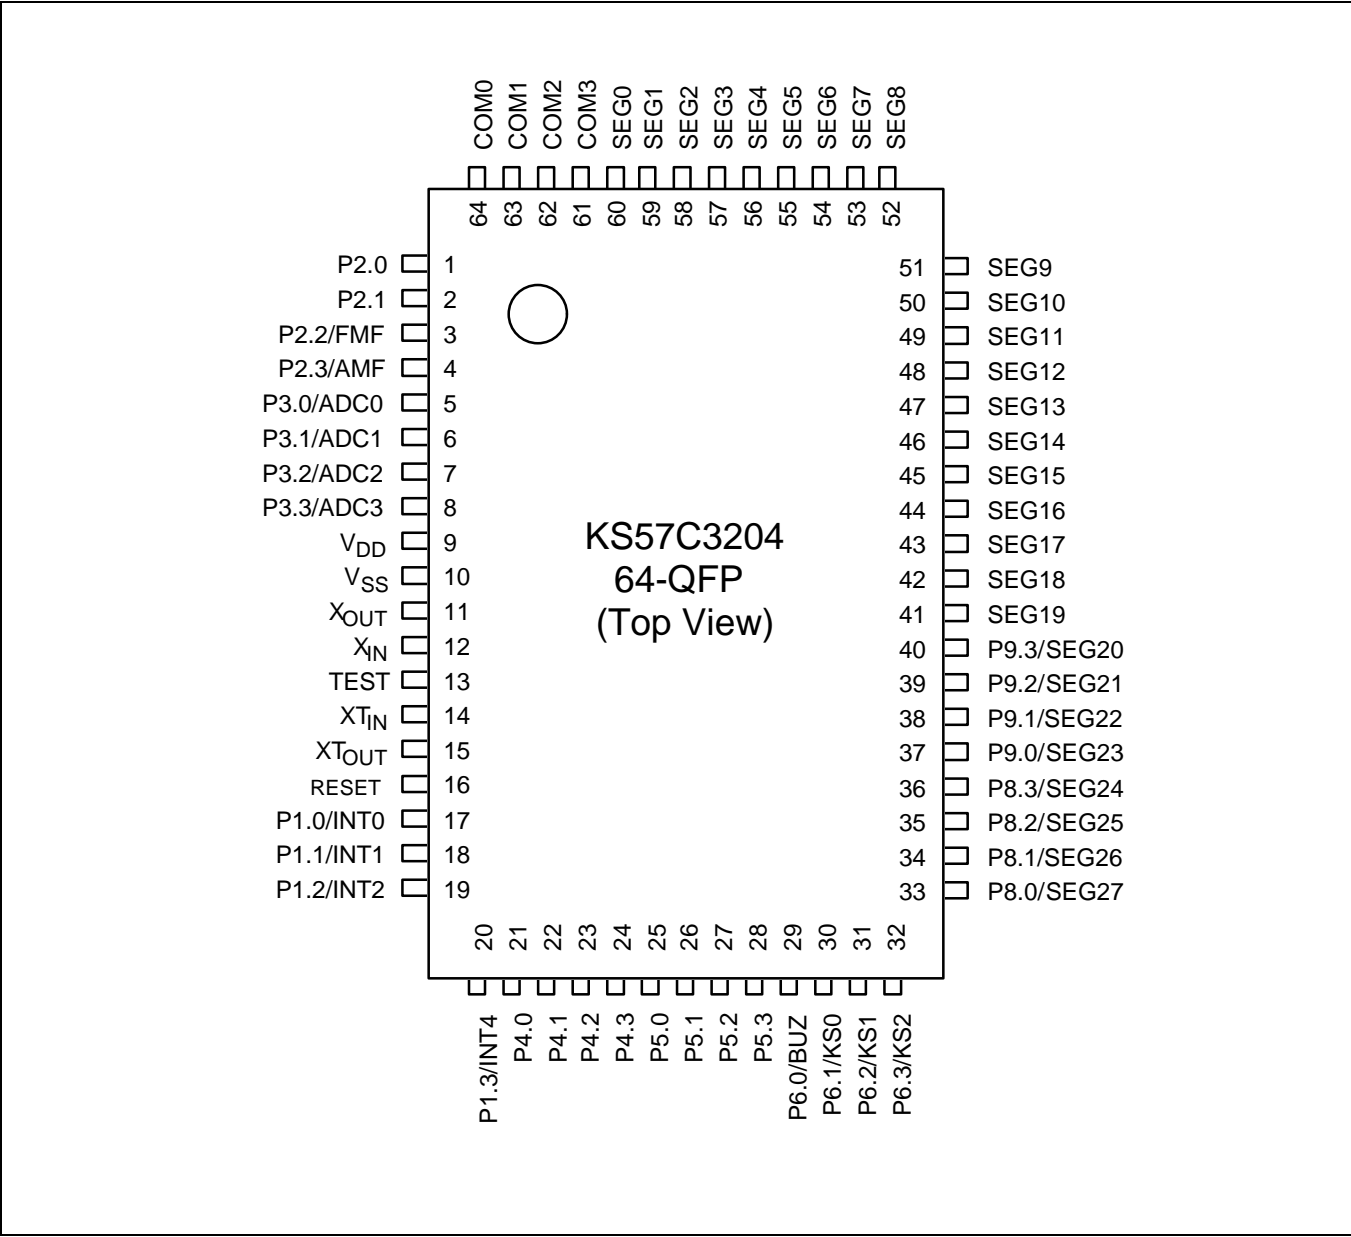 COM0
COM1
COM2
COM3
SEG0
SEG1
SEG2
SEG3
SEG4
SEG5
SEG6
SEG7
SEG8
64
63
62
61
60
59
58
57
56
55
54
53
52
P2.0 1
P2.1 2
P2.2/FMF 3
P2.3/AMF 4
P3.0/ADC0 5
P3.1/ADC1 6
P3.2/ADC2 7
P3.3/ADC3 8
VDD 9
VSS 10
XOUT 11
XIN 12
TEST 13
XTIN 14
XTOUT 15
RESET 16
P1.0/INT0 17
P1.1/INT1 18
P1.2/INT2 19
KS57C3204
64-QFP
(Top View)
51 SEG9
50 SEG10
49 SEG11
48 SEG12
47 SEG13
46 SEG14
45 SEG15
44 SEG16
43 SEG17
42 SEG18
41 SEG19
40 P9.3/SEG20
39 P9.2/SEG21
38 P9.1/SEG22
37 P9.0/SEG23
36 P8.3/SEG24
35 P8.2/SEG25
34 P8.1/SEG26
33 P8.0/SEG27
20
21
22
23
24
25
26
27
28
29
30
31
32
P1.3/INT4
P4.0
P4.1
P4.2
P4.3
P5.0
P5.1
P5.2
P5.3
P6.0/BUZ
P6.1/KS0
P6.2/KS1
P6.3/KS2